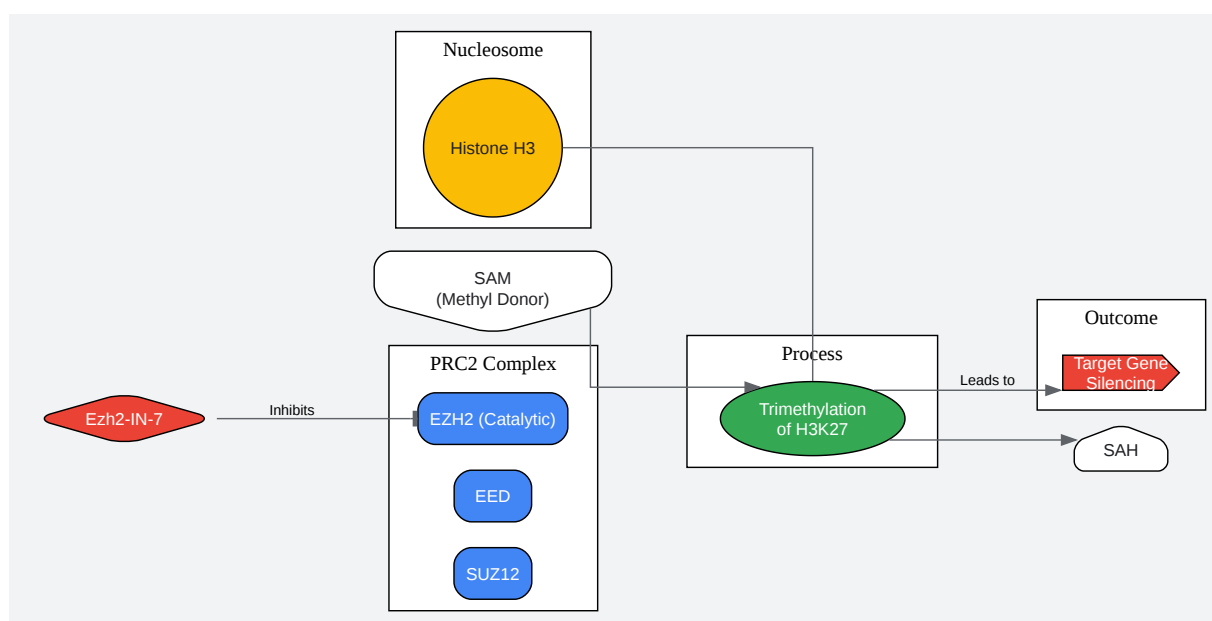 Nucleosome
Histone H3
SAM
(Methyl Donor)
PRC2 Complex
EZH2 (Catalytic)
EED
SUZ12
Ezh2-IN-7
Inhibits
Process
Trimethylation
of H3K27
Leads to
Outcome
Target Gene
Silencing
SAH